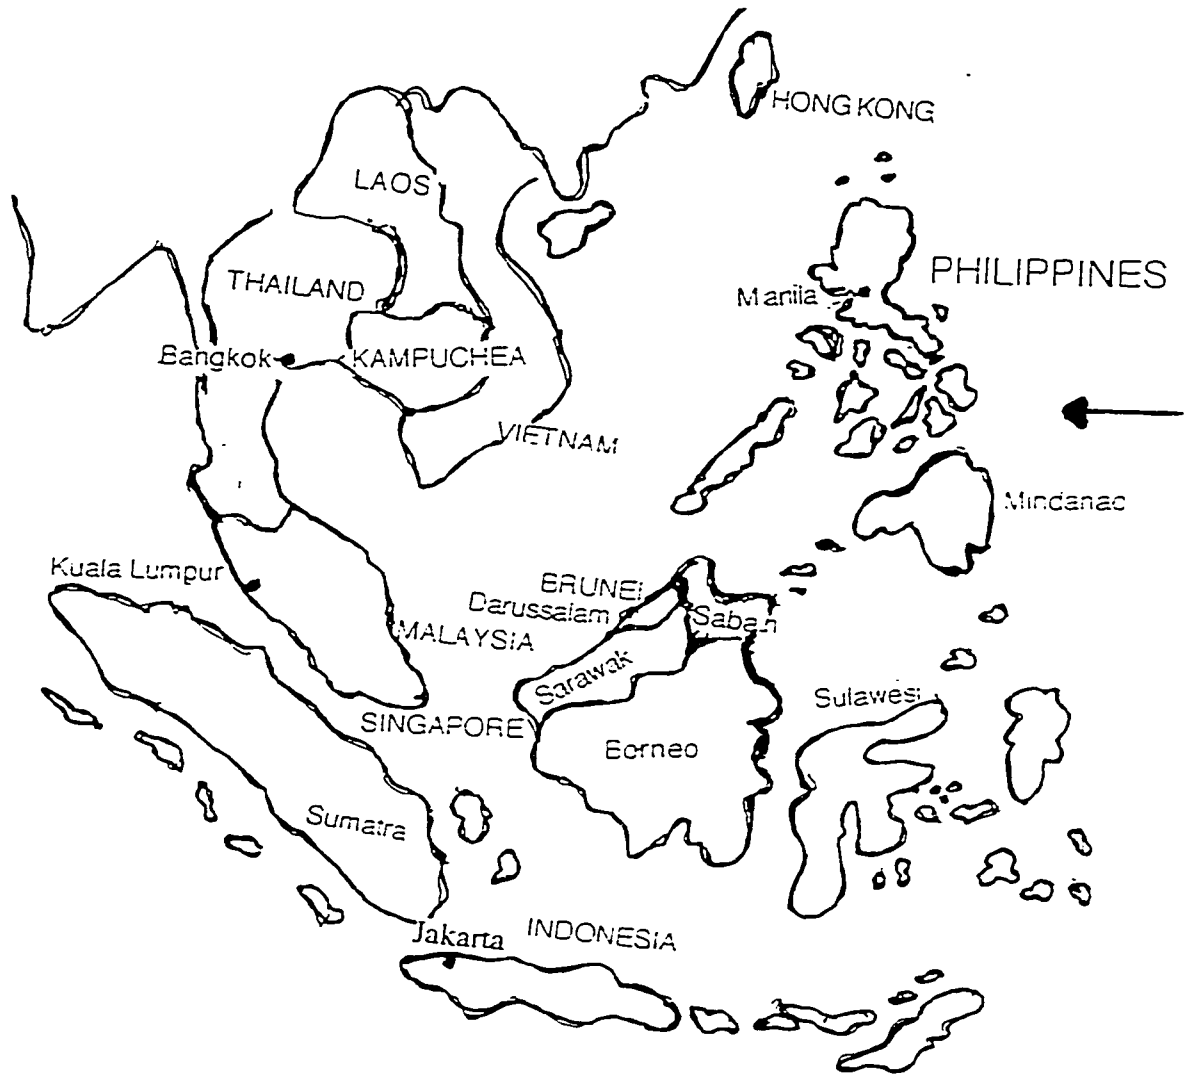 HONG KONG
LAOS
PHILIPPINES
THAILAND
Manila
Bangkok
KAMPUCHEA
VIETNAM
Mindanao
Kuala Lumpur
BRUNEI
Darussalam
Sabah
MALAYSIA
Sarawak
Sulawesi
SINGAPORE
Borneo
Sumatra
Jakarta
INDONESIA